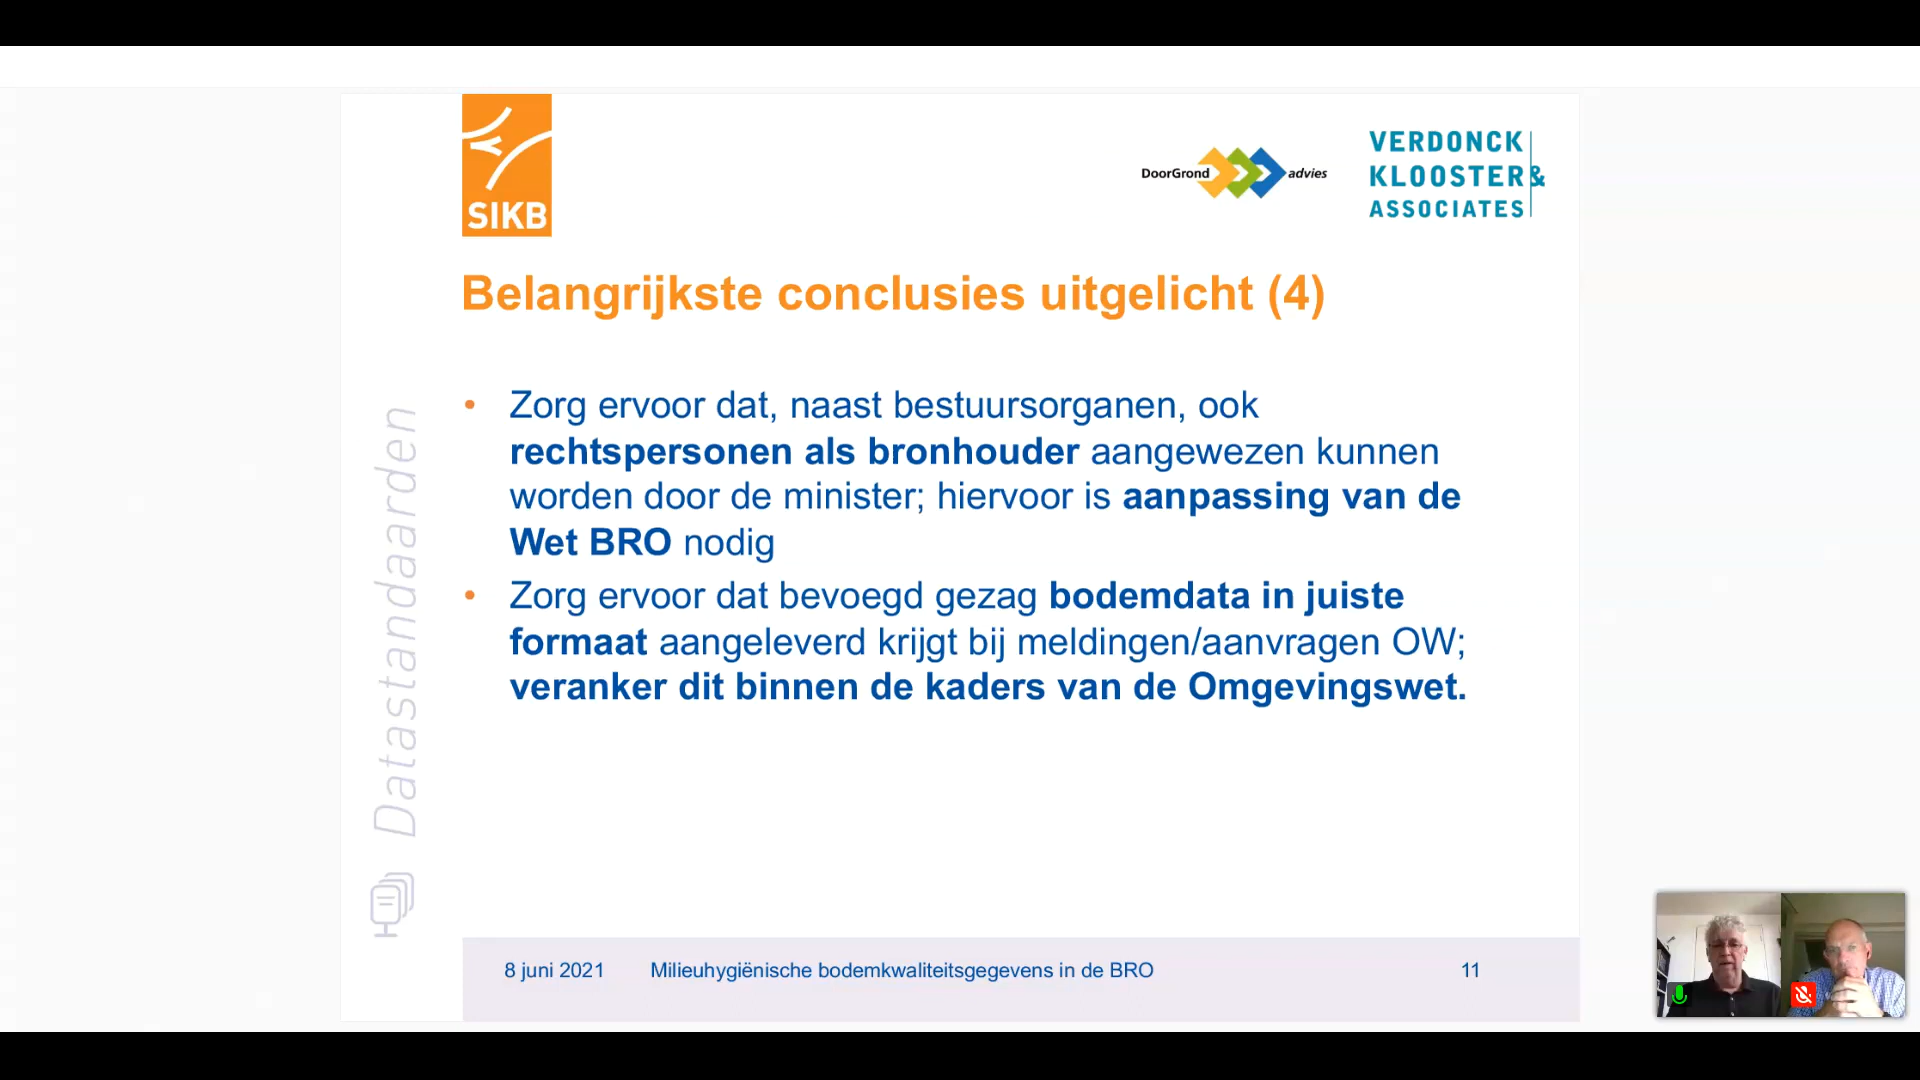 SIKB
DoorGrond advies
VERDONCK
KLOOSTER&
ASSOCIATES
Belangrijkste conclusies uitgelicht (4)
• Zorg ervoor dat, naast bestuursorganen, ook
rechtspersonen als bronhouder aangewezen kunnen
worden door de minister; hiervoor is aanpassing van de
Wet BRO nodig
• Zorg ervoor dat bevoegd gezag bodemdata in juiste
formaat aangeleverd krijgt bij meldingen/aanvragen OW;
veranker dit binnen de kaders van de Omgevingswet.
Datastandaarden
8 juni 2021 Milieuhygiënische bodemkwaliteitsgegevens in de BRO 11